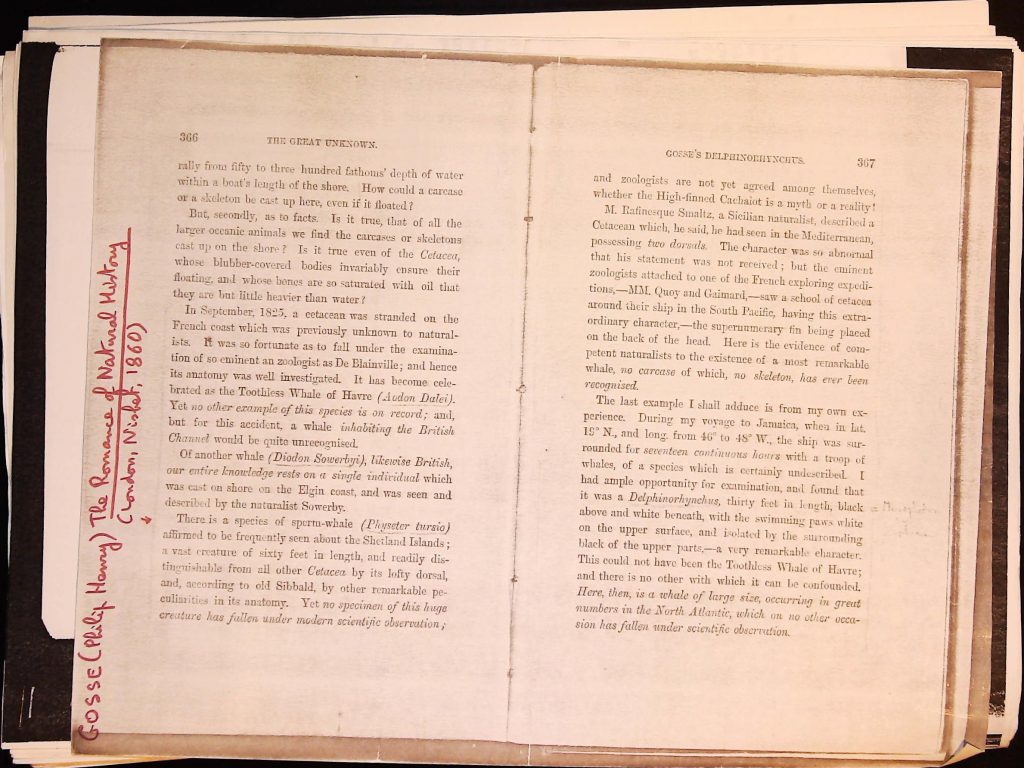 GOSSE (Philip Henry) The Romance of Natural History
(London, Nisbet, 1860)
366
THE GREAT UNKNOWN.
rally from fifty to three hundred fathoms' depth of water
within a boat's length of the shore. How could a carcase
or a skeleton be cast up here, even if it floated?
But, secondly, as to facts. Is it true, that of all the
larger oceanic animals we find the carcases or skeletons
cast up on the shore? Is it true even of the Cetacea,
whose blubber-covered bodies invariably ensure their
floating, and whose bones are so saturated with oil that
they are but little heavier than water?
In September, 1825, a cetacean was stranded on the
French coast which was previously unknown to natural-
ists. It was so fortunate as to fall under the examina-
tion of so eminent an zoologist as De Blainville; and hence
its anatomy was well investigated. It has become cele-
brated as the Toothless Whale of Havre (Aodon Dalei).
Yet no other example of this species is on record; and,
but for this accident, a whale inhabiting the British
Channel would be quite unrecognised.
Of another whale (Diodon Sowerbyi), likewise British,
our entire knowledge rests on a single individual which
was cast on shore on the Elgin coast, and was seen and
described by the naturalist Sowerby.
There is a species of sperm-whale (Physeter tursio)
affirmed to be frequently seen about the Shetland Islands;
a vast creature of sixty feet in length, and readily dis-
tinguishable from all other Cetacea by its lofty dorsal,
and, according to old Sibbald, by other remarkable pe-
culiarities in its anatomy. Yet no specimen of this huge
creature has fallen under modern scientific observation;
GOSSE'S DELPHINORHYNCHUS.
367
and zoologists are not yet agreed among themselves,
whether the High-finned Cachalot is a myth or a reality!
M. Rafinesque Smaltz, a Sicilian naturalist, described a
Cetacean which, he said, he had seen in the Mediterranean,
possessing two dorsals. The character was so abnormal
that his statement was not received; but the eminent
zoologists attached to one of the French exploring expedi-
tions,—MM. Quoy and Gaimard,—saw a school of cetacea
around their ship in the South Pacific, having this extra-
ordinary character,—the supernumerary fin being placed
on the back of the head. Here is the evidence of com-
petent naturalists to the existence of a most remarkable
whale, no carcase of which, no skeleton, has ever been
recognised.
The last example I shall adduce is from my own ex-
perience. During my voyage to Jamaica, when in lat.
19° N., and long. from 46° to 48° W., the ship was sur-
rounded for seventeen continuous hours with a troop of
whales, of a species which is certainly undescribed. I
had ample opportunity for examination, and found that
it was a Delphinorhynchus, thirty feet in length, black
above and white beneath, with the swimming paws white
on the upper surface, and isolated by the surrounding
black of the upper parts,—a very remarkable character.
This could not have been the Toothless Whale of Havre;
and there is no other with which it can be confounded.
Here, then, is a whale of large size, occurring in great
numbers in the North Atlantic, which on no other occa-
sion has fallen under scientific observation.